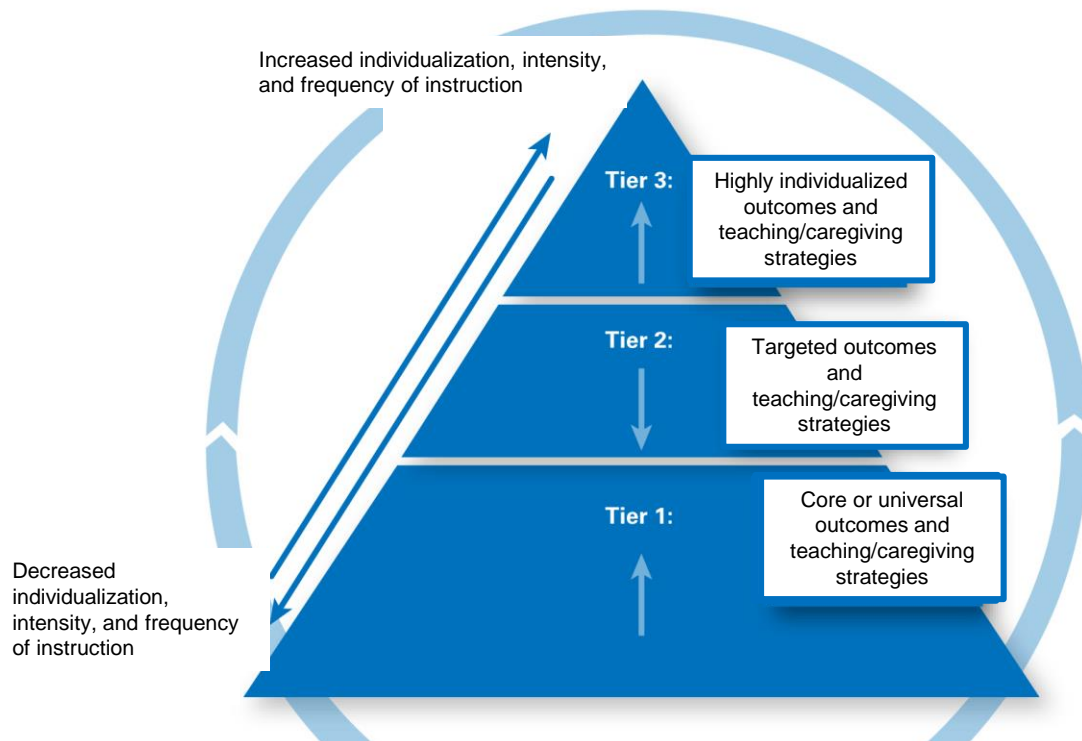 Increased individualization, intensity,
and frequency of instruction
Tier 3:
Highly individualized
outcomes and
teaching/caregiving
strategies
Tier 2:
Targeted outcomes
and
teaching/caregiving
strategies
Tier 1:
Core or universal
outcomes and
teaching/caregiving
strategies
Decreased
individualization,
intensity, and frequency
of instruction